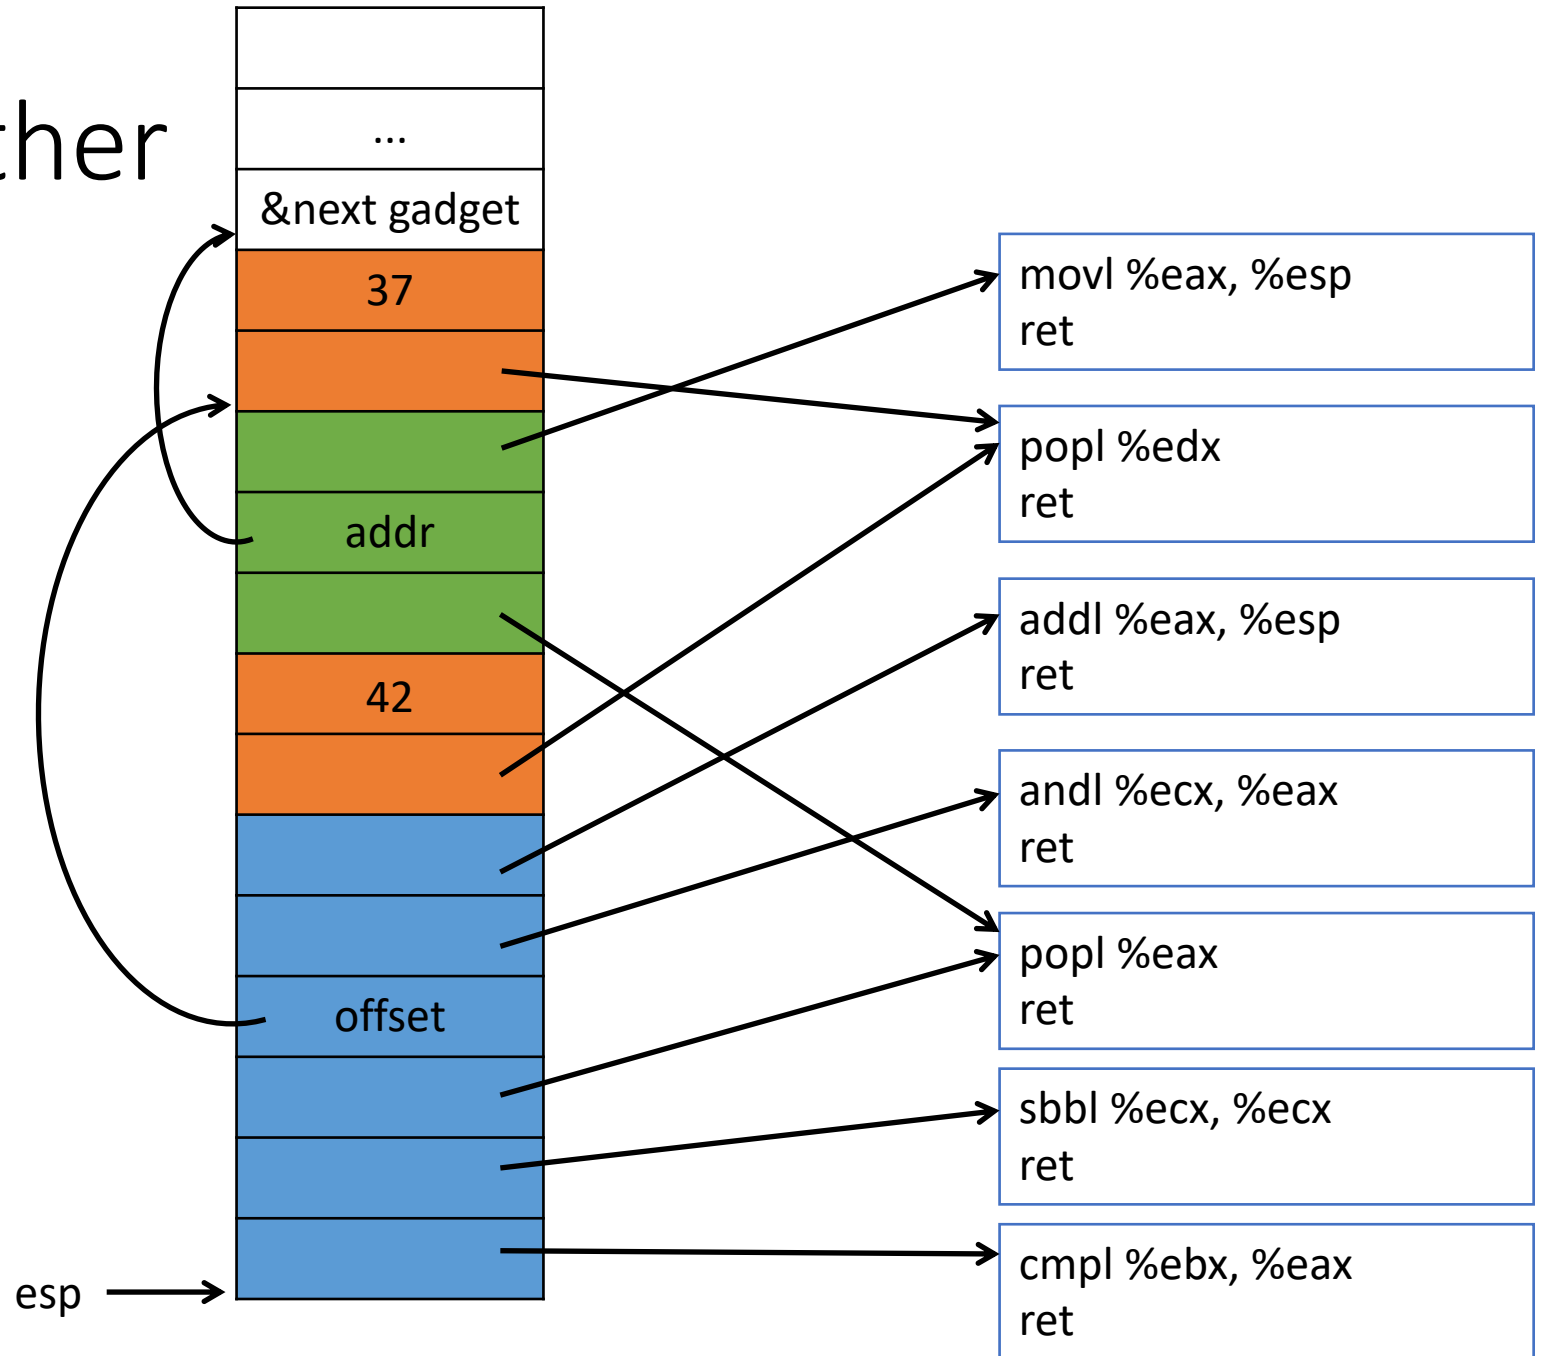 ...
&next gadget
37
addr
42
offset
esp
movl %eax, %esp
ret
popl %edx
ret
addl %eax, %esp
ret
andl %ecx, %eax
ret
popl %eax
ret
sbbl %ecx, %ecx
ret
cmpl %ebx, %eax
ret